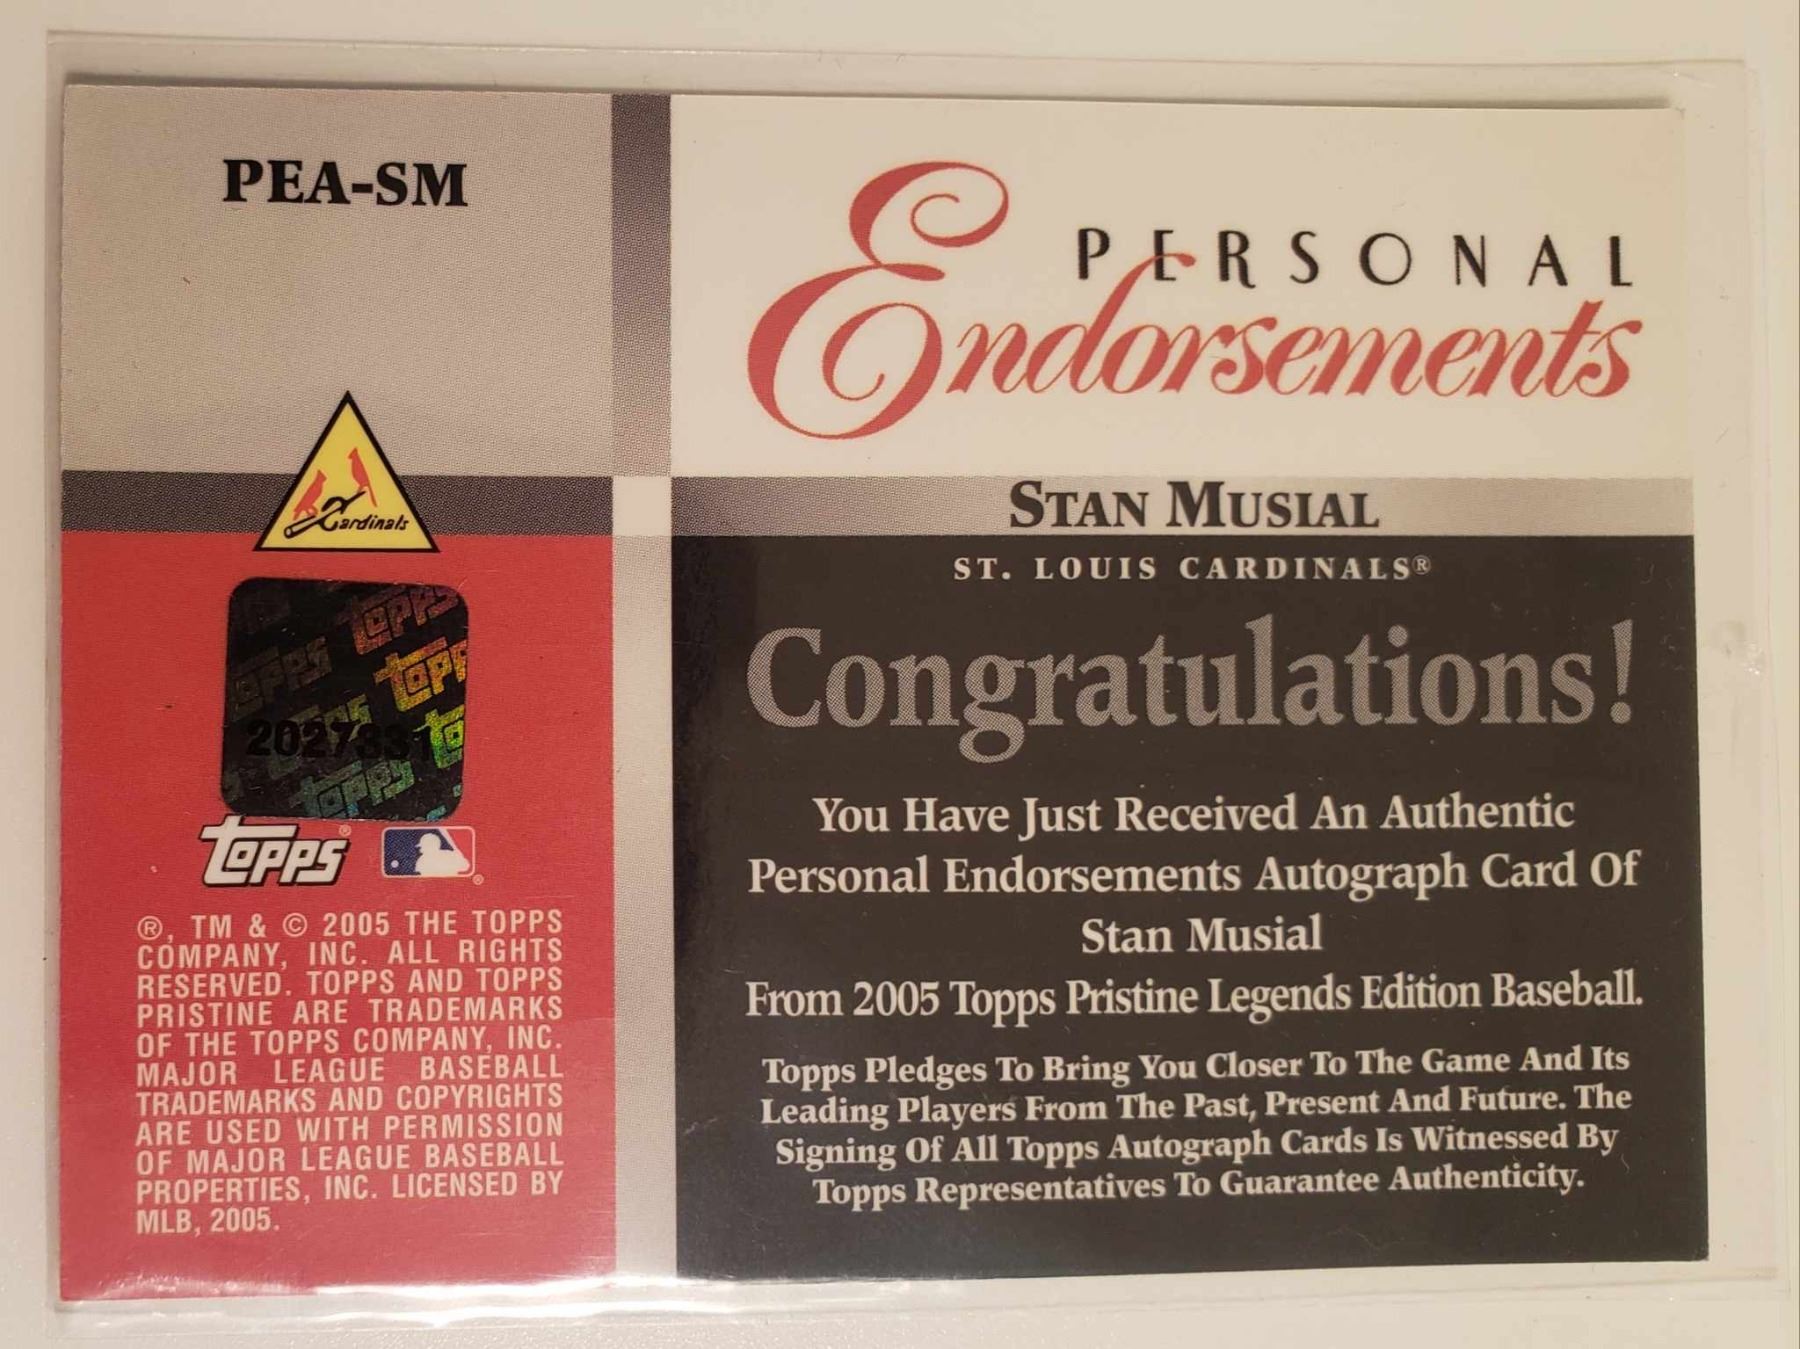 PEA-SM
PERSONAL
Endorsements
Cardinals
STAN MUSIAL
ST. LOUIS CARDINALS®
Congratulations!
You Have Just Received An Authentic
Personal Endorsements Autograph Card Of
Stan Musial
From 2005 Topps Pristine Legends Edition Baseball.
Topps Pledges To Bring You Closer To The Game And Its
Leading Players From The Past, Present And Future. The
Signing Of All Topps Autograph Cards Is Witnessed By
Topps Representatives To Guarantee Authenticity.
topps
topps
topps
topps
topps®
®
®, TM & © 2005 THE TOPPS
COMPANY, INC. ALL RIGHTS
RESERVED. TOPPS AND TOPPS
PRISTINE ARE TRADEMARKS
OF THE TOPPS COMPANY, INC.
MAJOR LEAGUE BASEBALL
TRADEMARKS AND COPYRIGHTS
ARE USED WITH PERMISSION
OF MAJOR LEAGUE BASEBALL
PROPERTIES, INC. LICENSED BY
MLB, 2005.